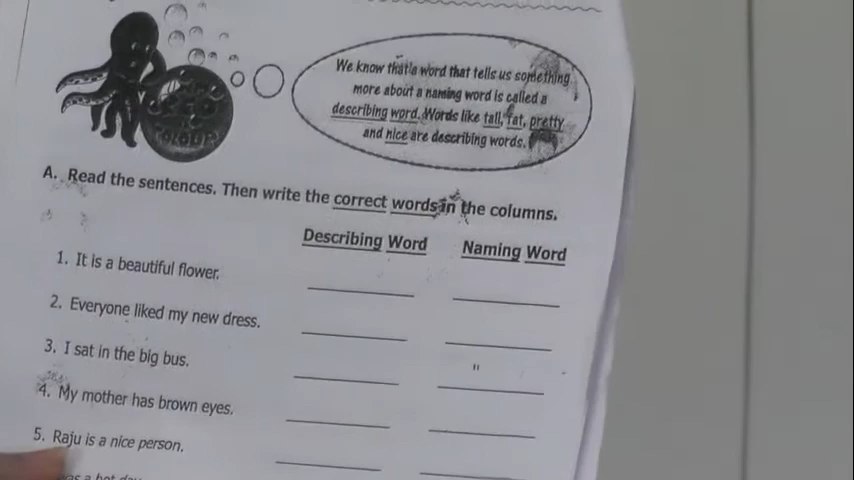 We know that a word that tells us something
more about a naming word is called a
describing word. Words like tall, fat, pretty
and nice are describing words.
A. Read the sentences. Then write the correct words in the columns.
Describing Word Naming Word
1. It is a beautiful flower.
2. Everyone liked my new dress.
3. I sat in the big bus.
4. My mother has brown eyes.
5. Raju is a nice person.
a hot day